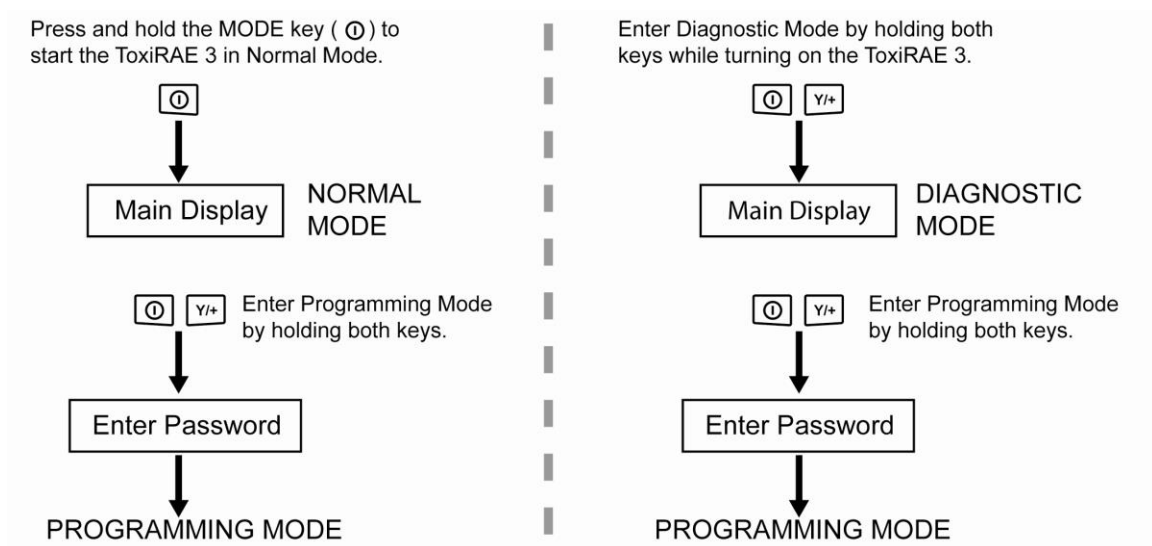 Press and hold the MODE key ( ) to
start the ToxiRAE 3 in Normal Mode.
Main Display
NORMAL
MODE
Y/+
Enter Programming Mode
by holding both keys.
Enter Password
PROGRAMMING MODE
Enter Diagnostic Mode by holding both
keys while turning on the ToxiRAE 3.
Y/+
Main Display
DIAGNOSTIC
MODE
Y/+
Enter Programming Mode
by holding both keys.
Enter Password
PROGRAMMING MODE